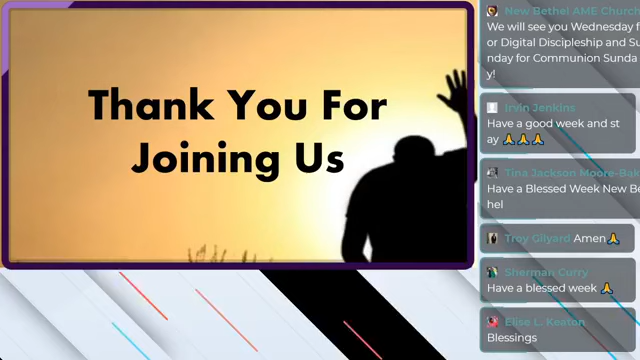 Thank You For
Joining Us
New Bethel AME Church
We will see you Wednesday f
or Digital Discipleship and Su
nday for Communion Sunda
y!
Irvin Jenkins
Have a good week and st
ay 🙏🙏🙏
Tina Jackson Moore-Bak
Have a Blessed Week New Be
hel
Troy Gilyard Amen🙏
Sherman Curry
Have a blessed week 🙏
Elise L. Keaton
Blessings